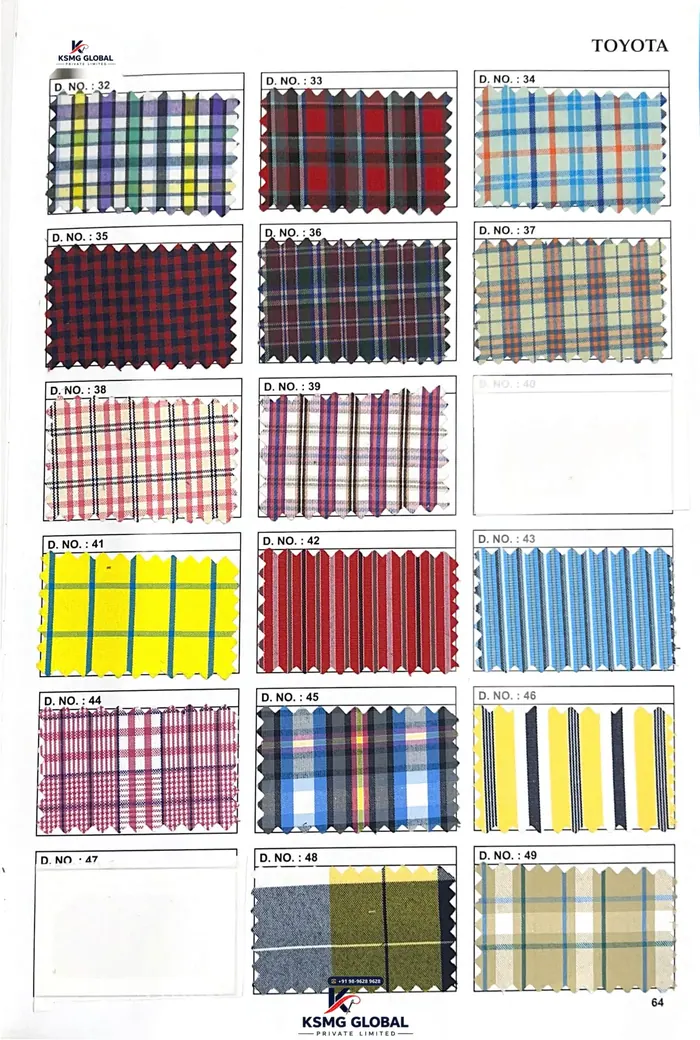 KSMG GLOBAL
PRIVATE LIMITED
TOYOTA
D. NO. : 32
D. NO. : 33
D. NO. : 34
D. NO. : 35
D. NO. : 36
D. NO. : 37
D. NO. : 38
D. NO. : 39
D. NO. : 40
D. NO. : 41
D. NO. : 42
D. NO. : 43
D. NO. : 44
D. NO. : 45
D. NO. : 46
D. NO. : 47
D. NO. : 48
D. NO. : 49
+91 98-9628 9628
KSMG GLOBAL
PRIVATE LIMITED
64